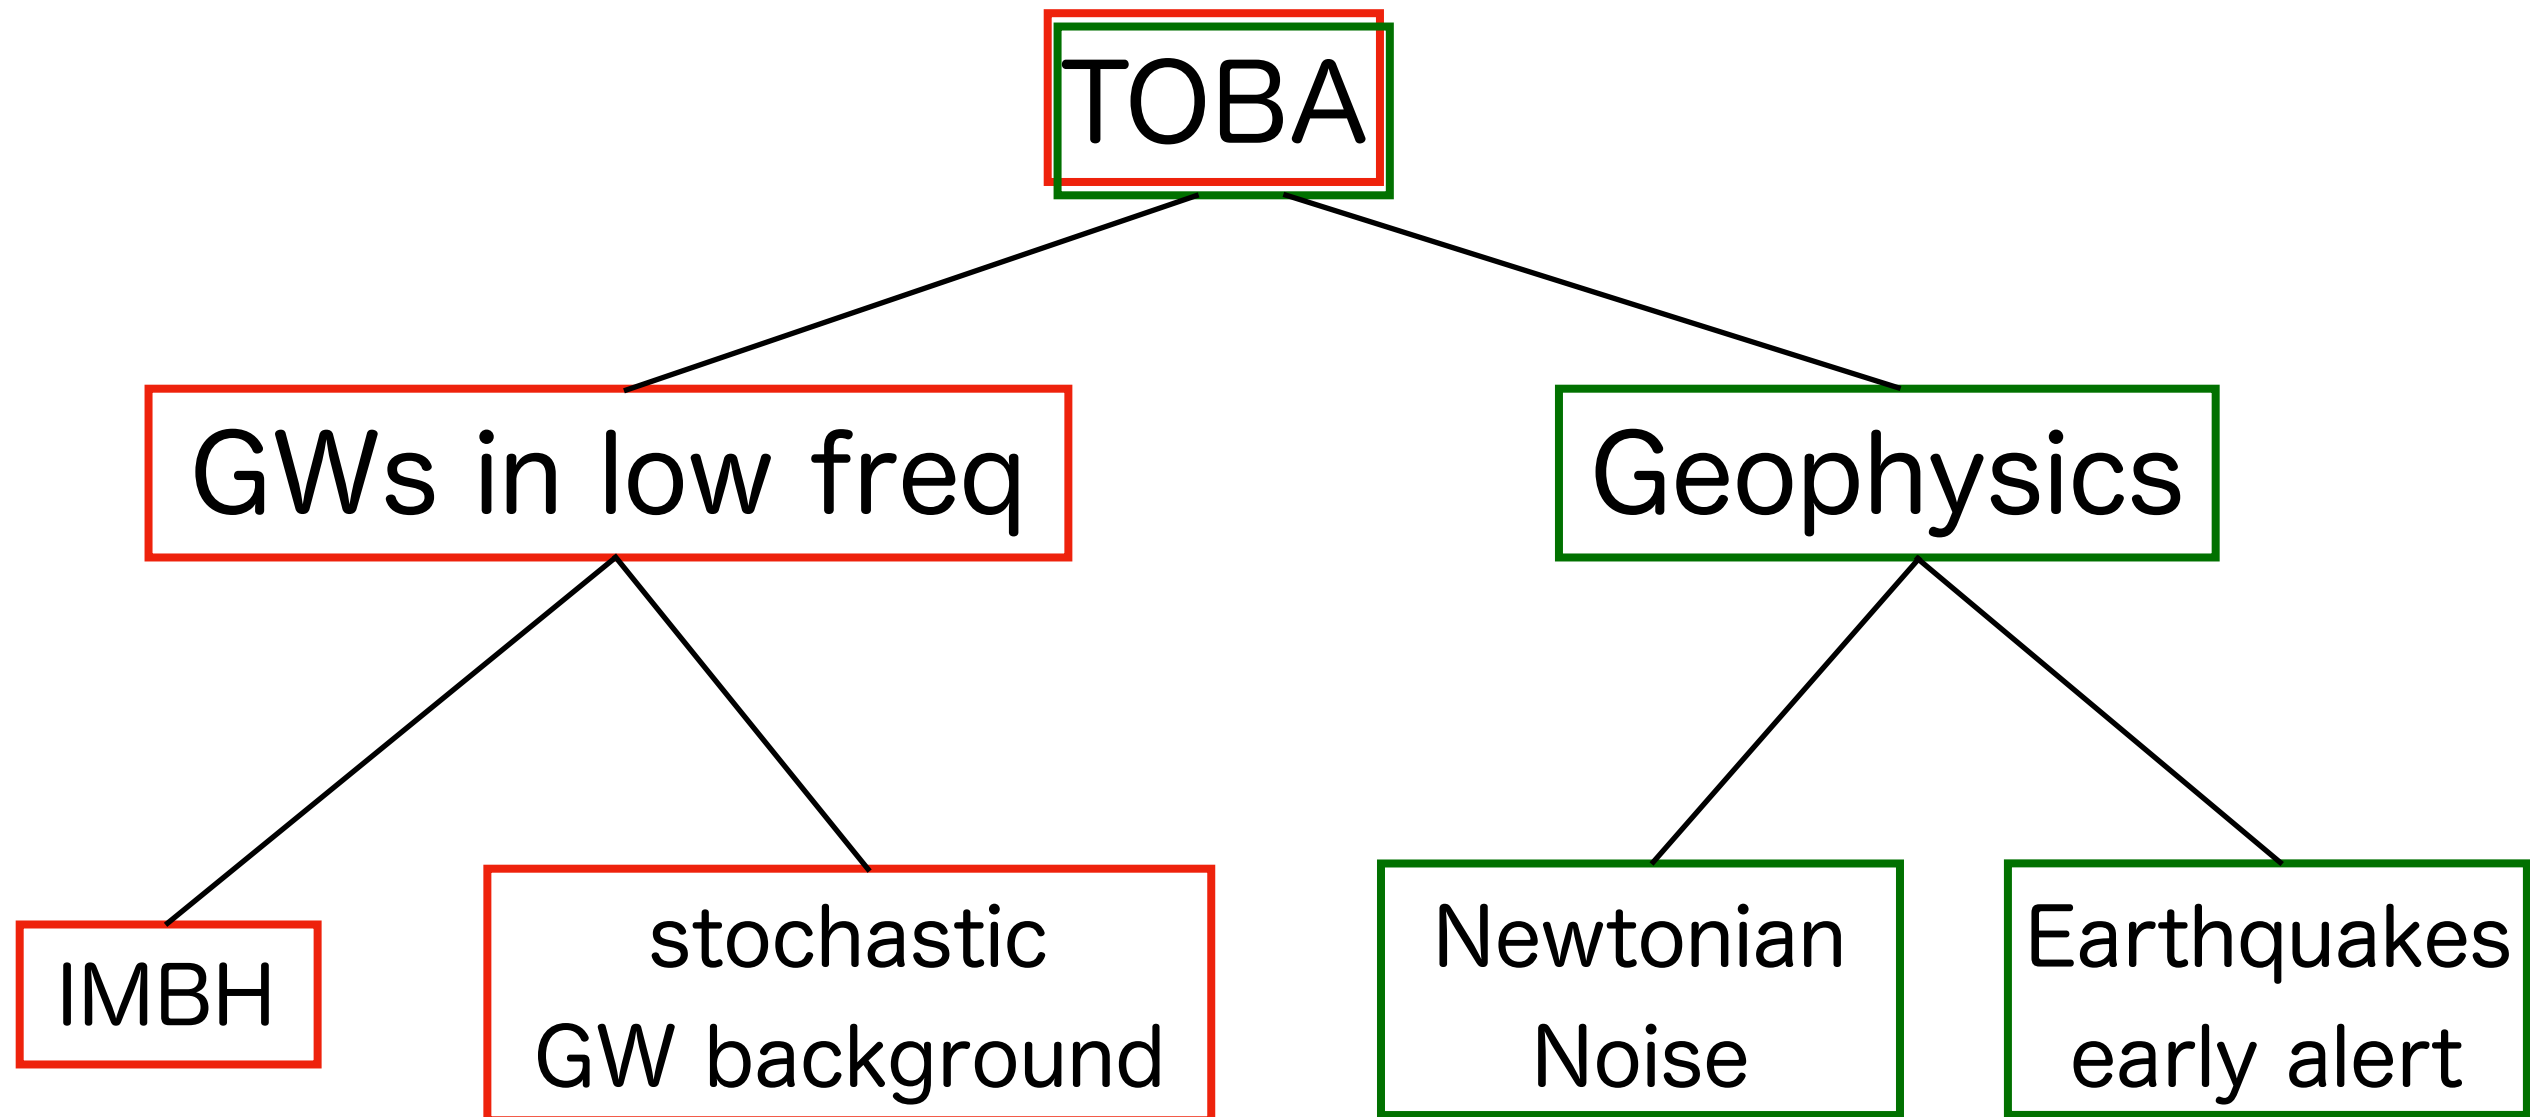 TOBA
GWs in low freq
Geophysics
IMBH
stochastic
GW background
Newtonian
Noise
Earthquakes
early alert